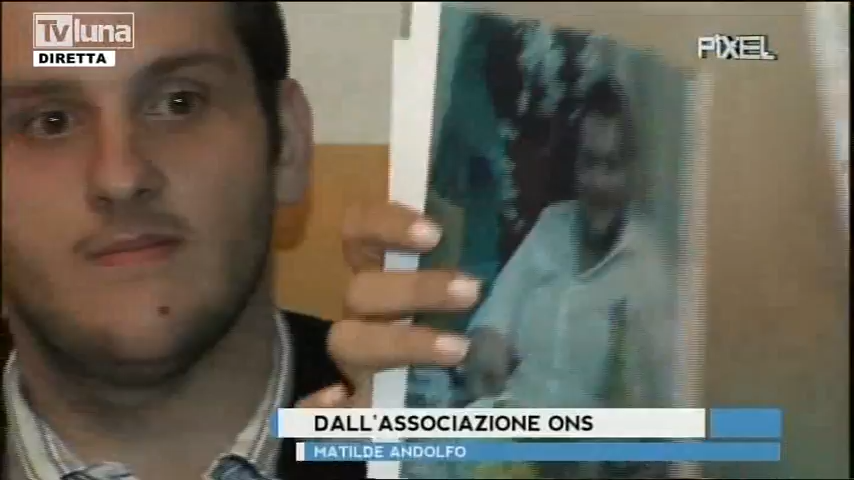 Tvluna
DIRETTA
PIXEL
DALL'ASSOCIAZIONE ONS
MATILDE ANDOLFO